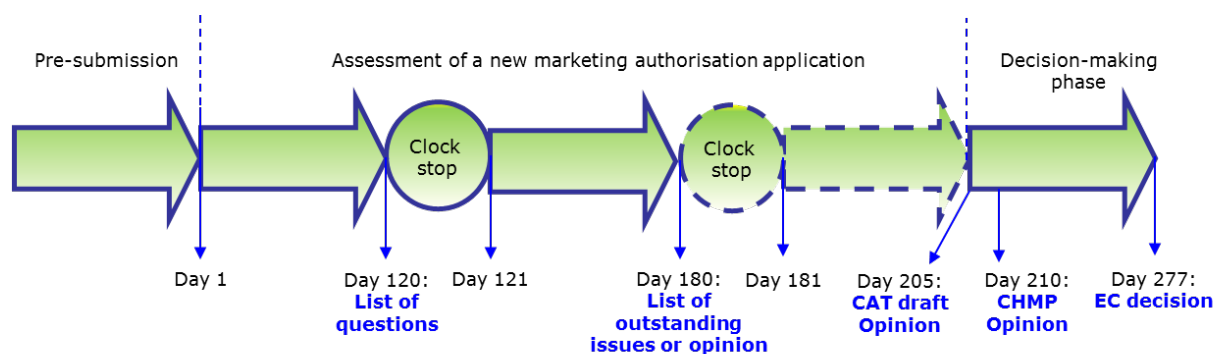 Pre-submission
Assessment of a new marketing authorisation application
Decision-making
phase
Clock
stop
Clock
stop
Day 1
Day 120:
List of
questions
Day 121
Day 180:
List of
outstanding
issues or opinion
Day 181
Day 205:
CAT draft
Opinion
Day 210:
CHMP
Opinion
Day 277:
EC decision